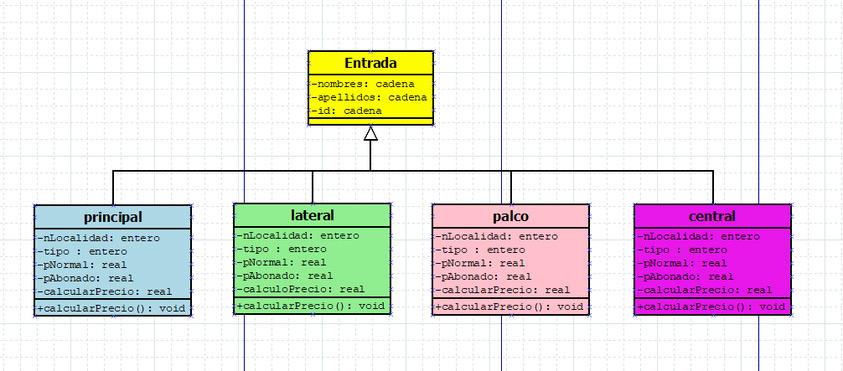 Entrada
-nombres: cadena
-apellidos: cadena
-id: cadena
principal
-nLocalidad: entero
-tipo : entero
-pNormal: real
-pAbonado: real
-calcularPrecio: real
+calcularPrecio(): void
lateral
-nLocalidad: entero
-tipo : entero
-pNormal: real
-pAbonado: real
-calculoPrecio: real
+calcularPrecio(): void
palco
-nLocalidad: entero
-tipo : entero
-pNormal: real
-pAbonado: real
-calcularPrecio: real
+calcularPrecio(): void
central
-nLocalidad: entero
-tipo : entero
-pNormal: real
-pAbonado: real
-calcularPrecio: real
+calcularPrecio(): void